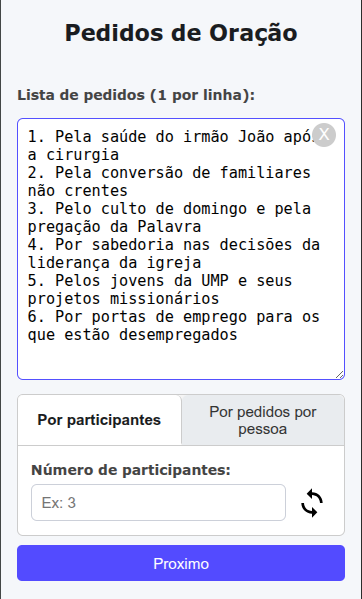 Pedidos de Oração
Lista de pedidos (1 por linha):
X
1. Pela saúde do irmão João após
a cirurgia
2. Pela conversão de familiares
não crentes
3. Pelo culto de domingo e pela
pregação da Palavra
4. Por sabedoria nas decisões da
liderança da igreja
5. Pelos jovens da UMP e seus
projetos missionários
6. Por portas de emprego para os
que estão desempregados
Por participantes
Por pedidos por
pessoa
Número de participantes:
Ex: 3
Proximo